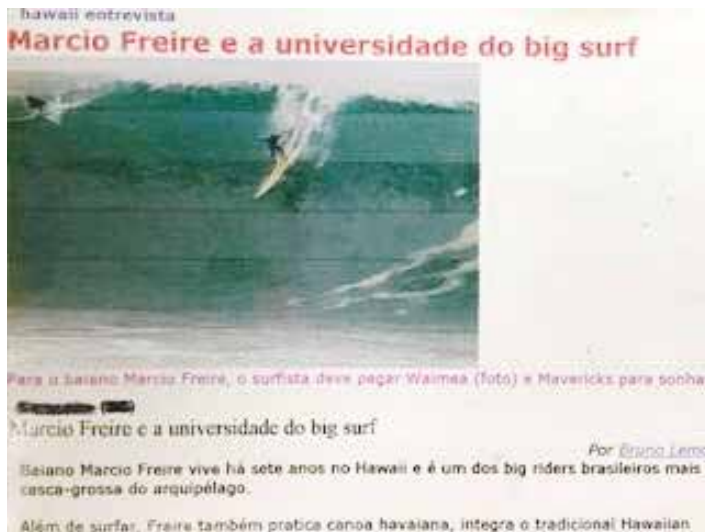 hawaii entrevista
Marcio Freire e a universidade do big surf
Para o baiano Marcio Freire, o surfista deve pegar Waimea (foto) e Mavericks para sonha
Marcio Freire e a universidade do big surf
Por Bruno Lemo
Baiano Marcio Freire vive há sete anos no Hawaii e é um dos big riders brasileiros mais
casca-grossa do arquipélago.
Além de surfar, Freire também pratica canoa havaiana, integra o tradicional Hawaiian